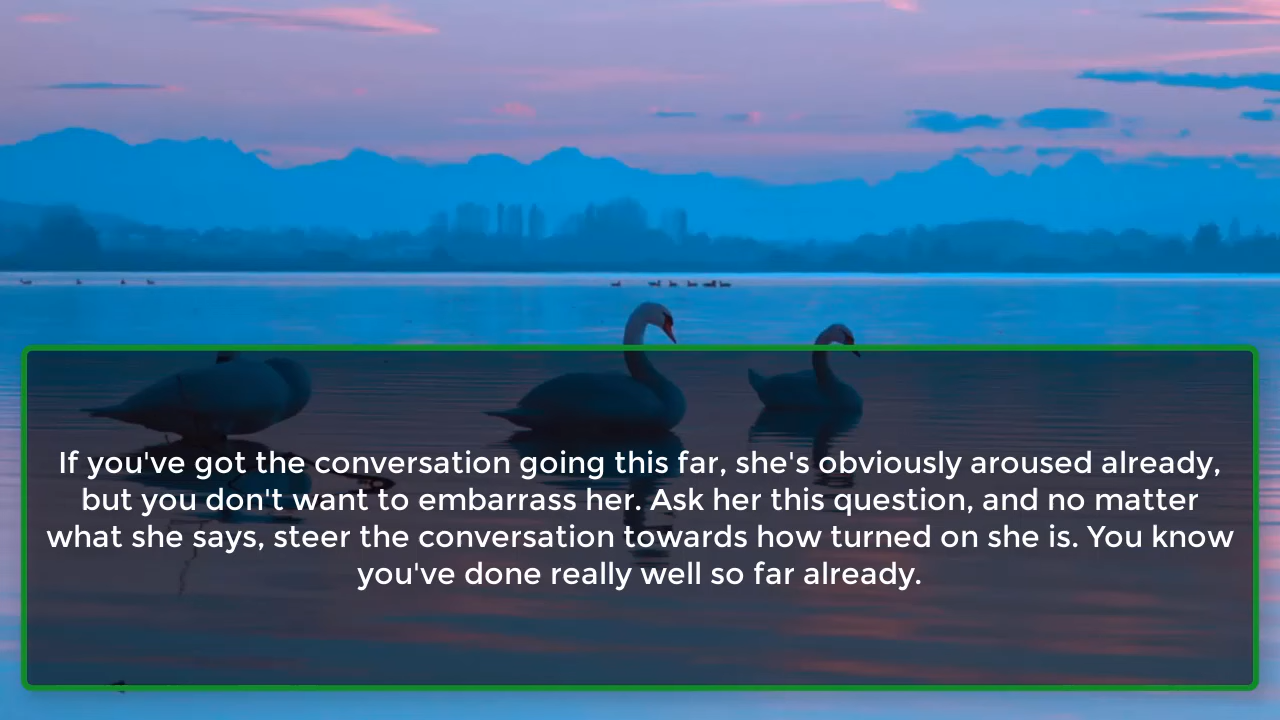 If you've got the conversation going this far, she's obviously aroused already,
but you don't want to embarrass her. Ask her this question, and no matter
what she says, steer the conversation towards how turned on she is. You know
you've done really well so far already.